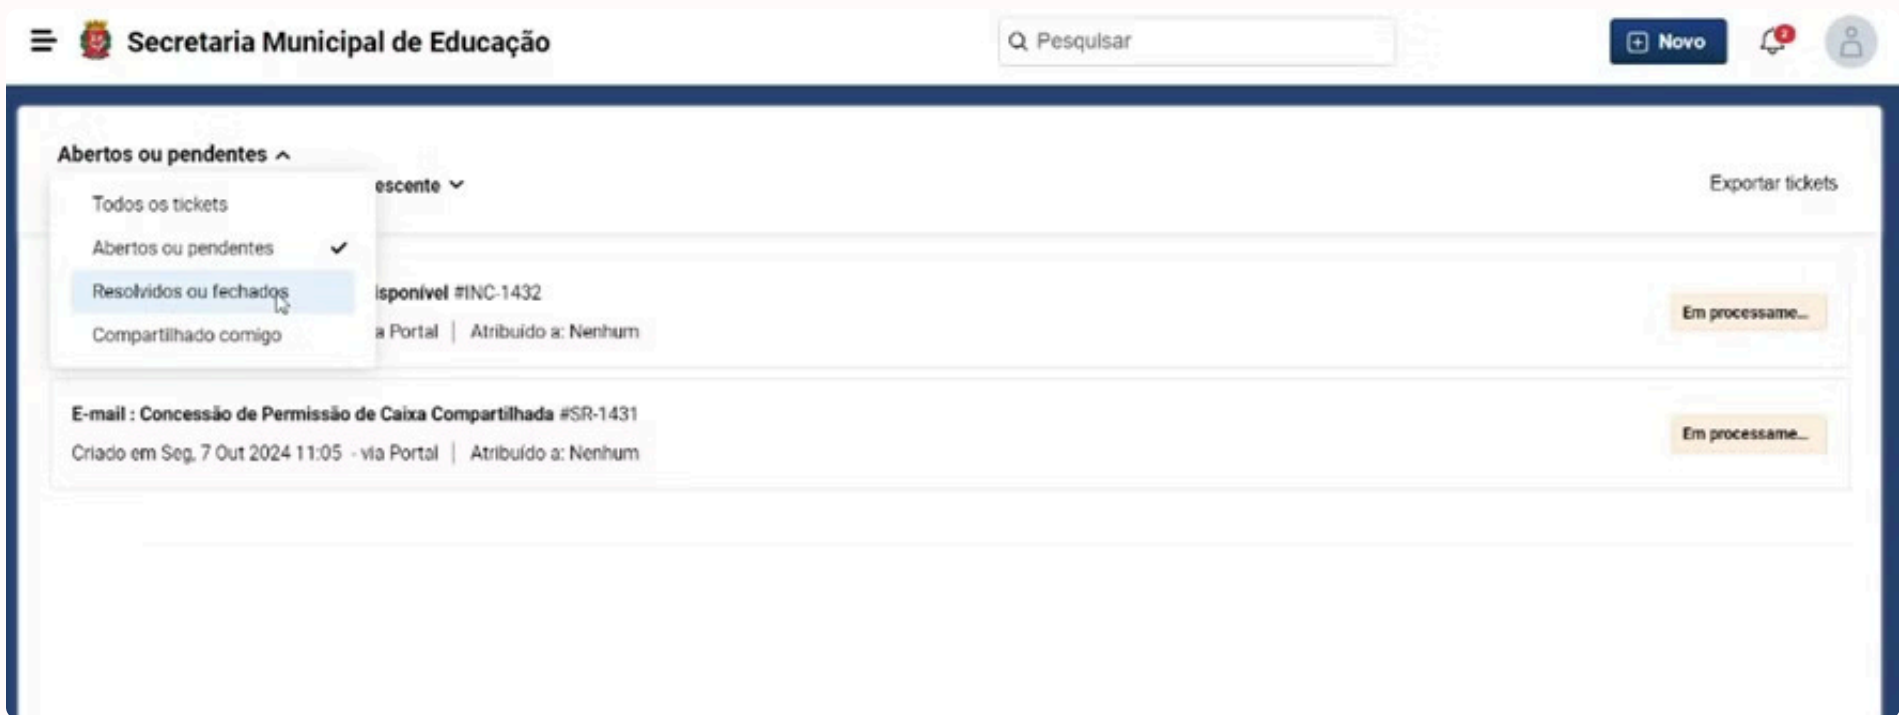 Secretaria Municipal de Educação
Pesquisar
Novo
2
Abertos ou pendentes
escente
Exportar tickets
Todos os tickets
Abertos ou pendentes
Resolvidos ou fechados
Compartilhado comigo
isponível #INC-1432
a Portal | Atribuído a: Nenhum
Em processame...
E-mail : Concessão de Permissão de Caixa Compartilhada #SR-1431
Criado em Seg, 7 Out 2024 11:05 - via Portal | Atribuído a: Nenhum
Em processame...